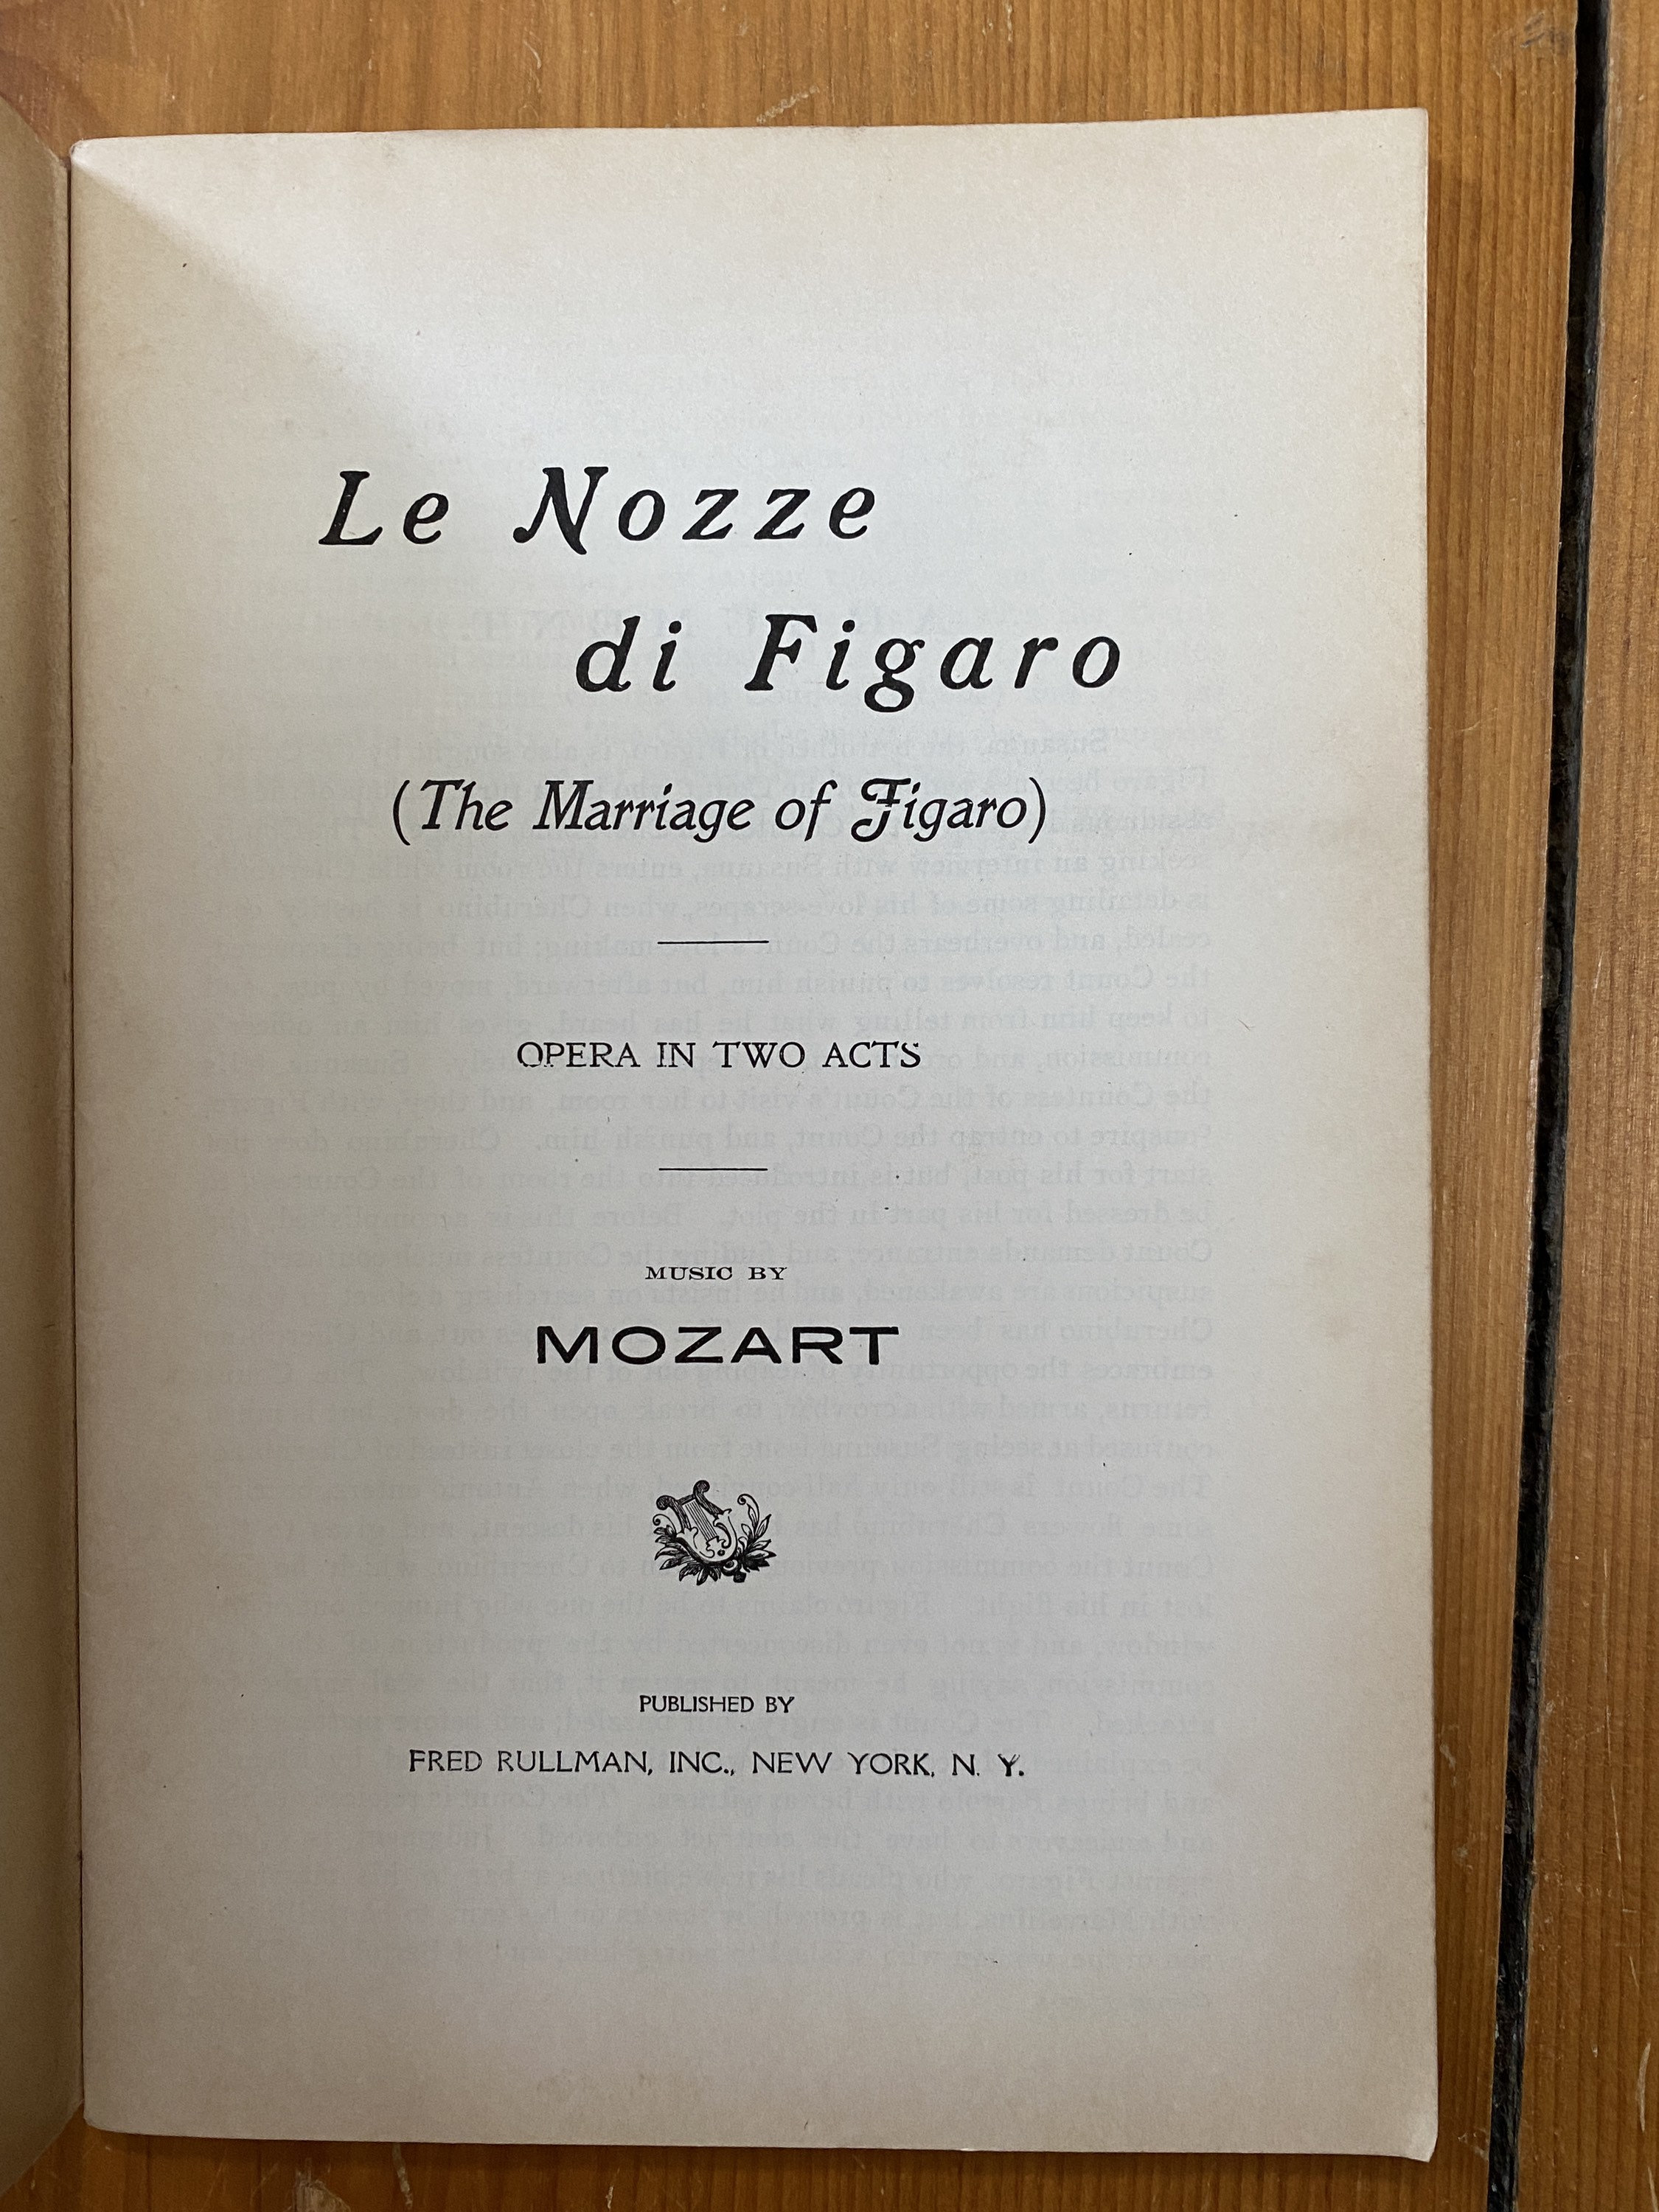 Le Nozze
di Figaro
(The Marriage of Figaro)
OPERA IN TWO ACTS
MUSIC BY
MOZART
PUBLISHED BY
FRED RULLMAN, INC., NEW YORK, N. Y.